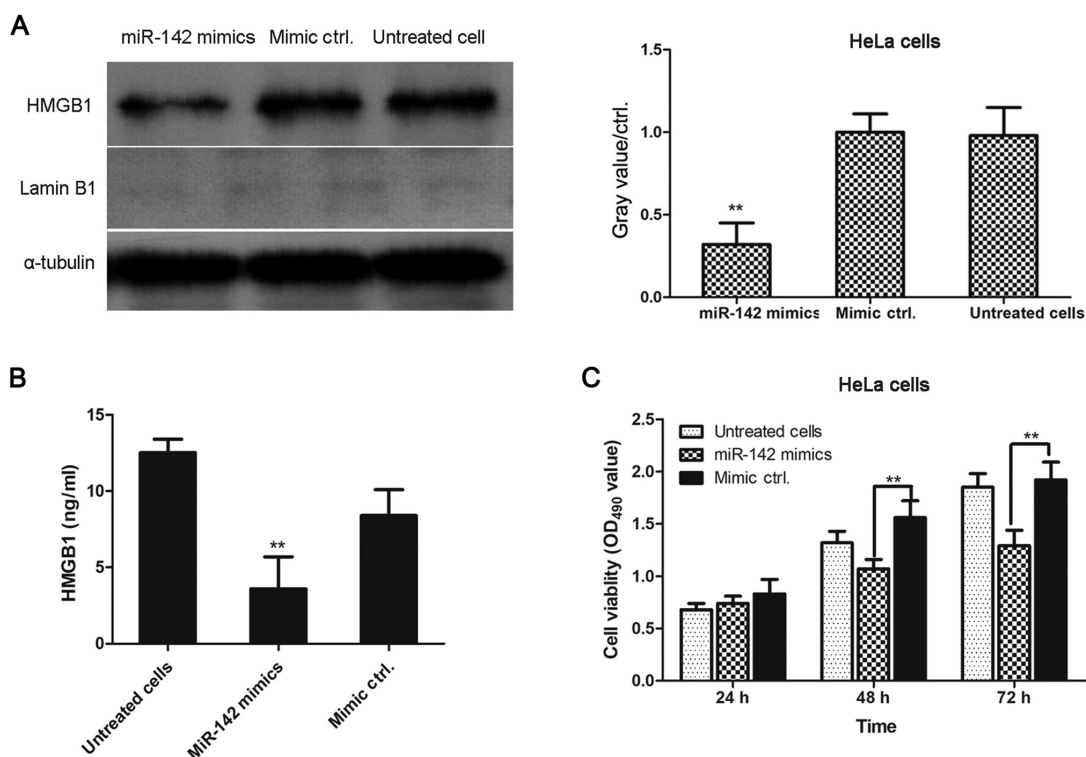 A
miR-142 mimics Mimic ctrl. Untreated cell
HMGB1
Lamin B1
α-tubulin
HeLa cells
Gray value/ctrl.
1.5
1.0
0.5
0.0
**
miR-142 mimics Mimic ctrl. Untreated cells
B
HMGB1 (ng/ml)
15
10
5
0
**
Untreated cells
MiR-142 mimics
Mimic ctrl.
C
HeLa cells
Cell viablity (OD490 value)
2.5
2.0
1.5
1.0
0.5
0.0
Untreated cells
miR-142 mimics
Mimic ctrl.
**
**
24 h 48 h 72 h
Time